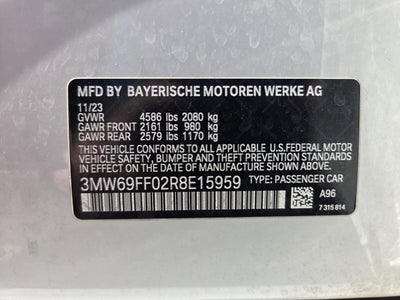 MFD BY BAYERISCHE MOTOREN WERKE AG
11/23
GVWR 4586 lbs 2080 kg
GAWR FRONT 2161 lbs 980 kg
GAWR REAR 2579 lbs 1170 kg
THIS VEHICLE CONFORMS TO ALL APPLICABLE
U.S. FEDERAL MOTOR VEHICLE SAFETY, BUMPER,
AND THEFT PREVENTION STANDARDS IN EFFECT ON THE
DATE OF MANUFACTURE SHOWN ABOVE.
3MW69FF02R8E15959 TYPE: PASSENGER CAR
A96
7 315 814